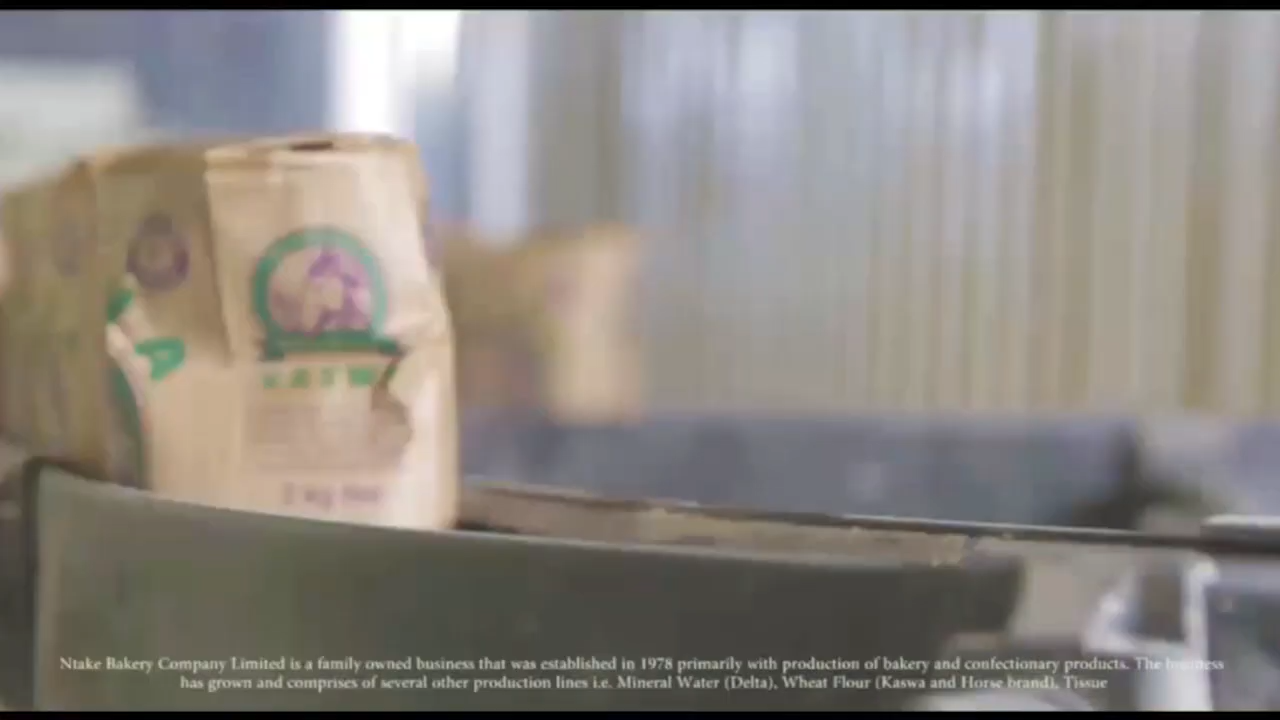 2 kg
Ntake Bakery Company Limited is a family owned business that was established in 1978 primarily with production of bakery and confectionary products. The business
has grown and comprises of several other production lines i.e. Mineral Water (Delta), Wheat Flour (Kaswa and Horse brand), Tissue